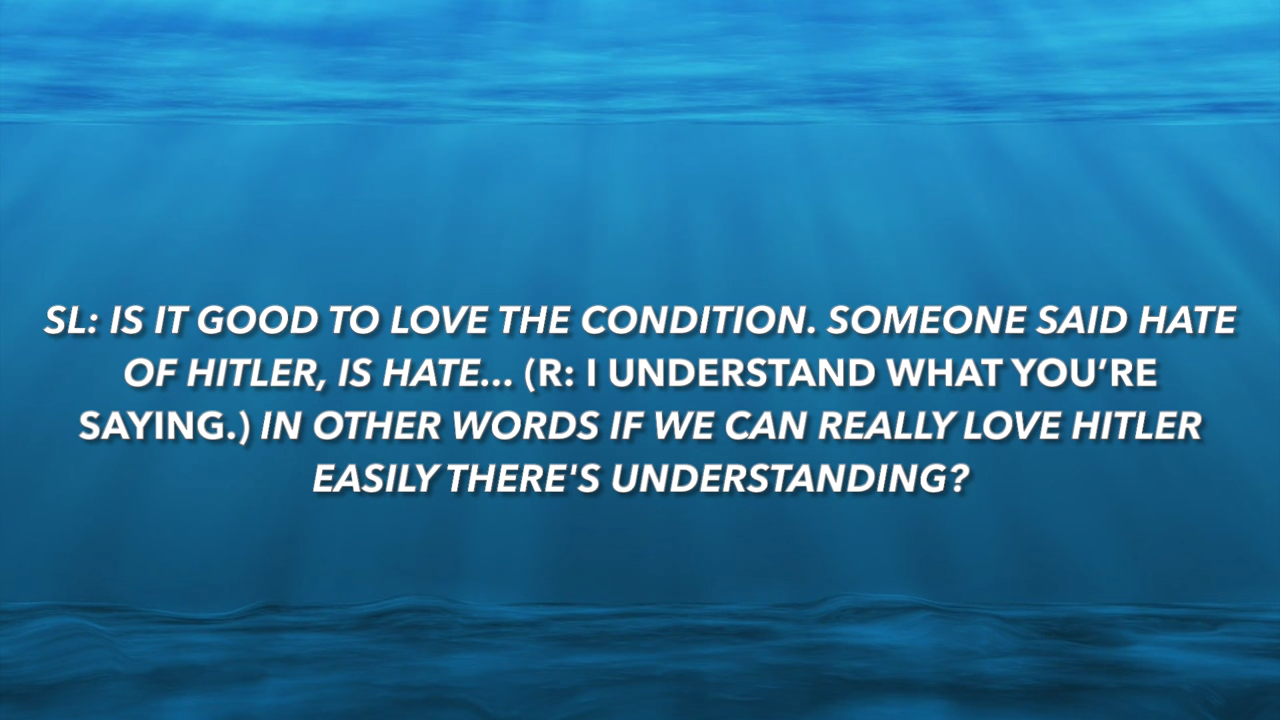 SL: IS IT GOOD TO LOVE THE CONDITION. SOMEONE SAID HATE
OF HITLER, IS HATE... (R: I UNDERSTAND WHAT YOU’RE
SAYING.) IN OTHER WORDS IF WE CAN REALLY LOVE HITLER
EASILY THERE'S UNDERSTANDING?